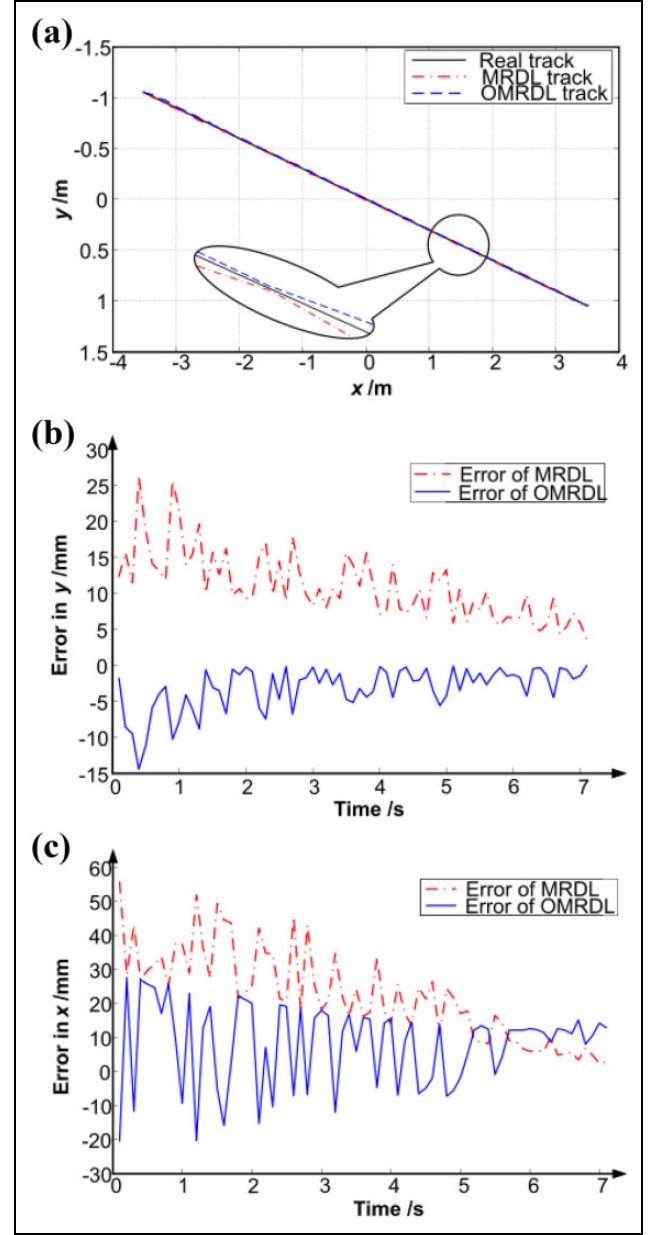 (a)
-1.5
-1
-0.5
0
0.5
1
1.5
y /m
Real track
MRDL track
OMRDL track
-4 -3 -2 -1 0 1 2 3 4
x /m
(b)
30
25
20
15
10
5
0
-5
-10
-15
Error in y /mm
Error of MRDL
Error of OMRDL
0 1 2 3 4 5 6 7
Time /s
(c)
60
50
40
30
20
10
0
-10
-20
-30
Error in x /mm
Error of MRDL
Error of OMRDL
0 1 2 3 4 5 6 7
Time /s